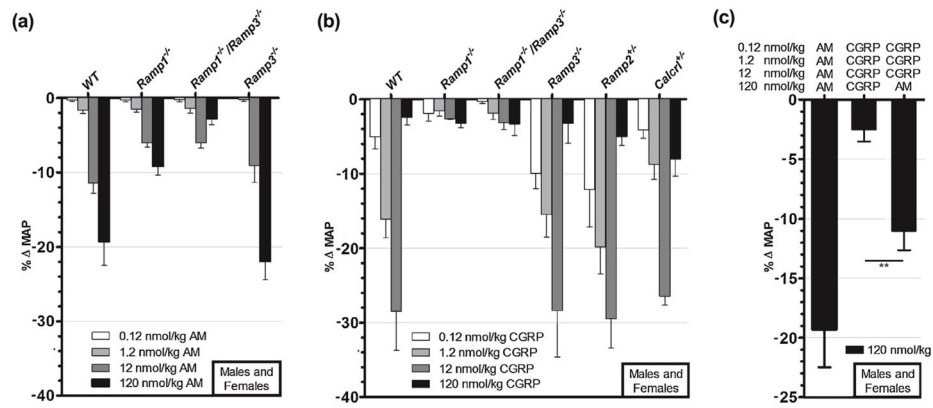 (a)
WT
Ramp1-/-
Ramp1-/-/Ramp3-/-
Ramp3-/-
0
-10
-20
-30
-40
% Δ MAP
0.12 nmol/kg AM
1.2 nmol/kg AM
12 nmol/kg AM
120 nmol/kg AM
Males and
Females
(b)
WT
Ramp1-/-
Ramp1-/-/Ramp3-/-
Ramp3-/-
Ramp2+/-
Calcrl+/-
0
-10
-20
-30
-40
% Δ MAP
0.12 nmol/kg CGRP
1.2 nmol/kg CGRP
12 nmol/kg CGRP
120 nmol/kg CGRP
Males and
Females
(c)
0.12 nmol/kg AM CGRP CGRP
1.2 nmol/kg AM CGRP CGRP
12 nmol/kg AM CGRP CGRP
120 nmol/kg AM CGRP AM
0
-5
-10
-15
-20
-25
% Δ MAP
**
120 nmol/kg
Males and
Females